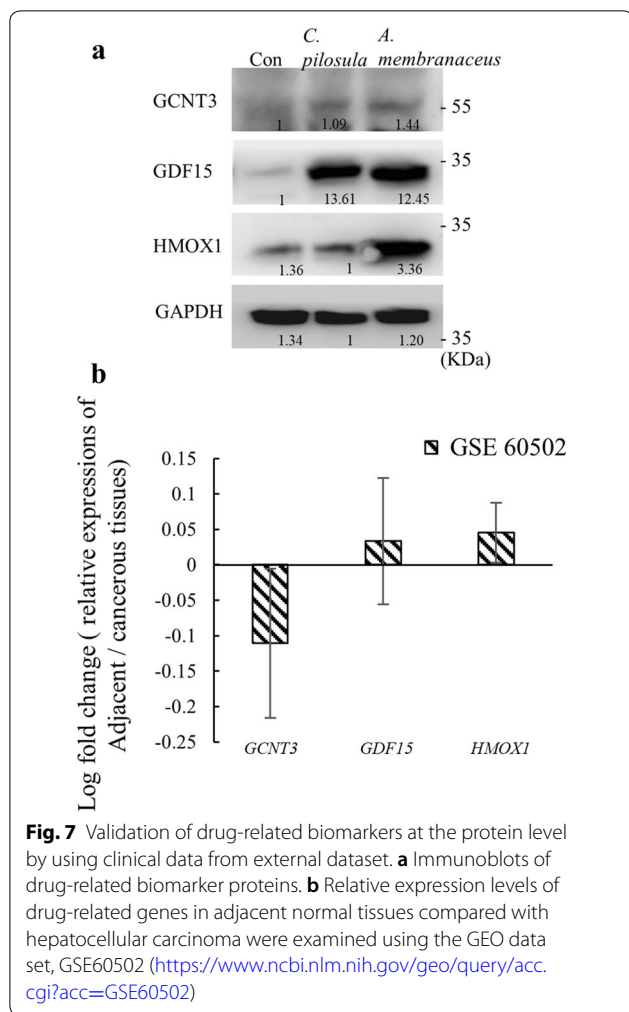 a
Con
C. pilosula
A. membranaceus
GCNT3
1 1.09 1.44
- 55
GDF15
- 35
1 13.61 12.45
HMOX1
- 35
1.36 1 3.36
GAPDH
1.34 1 1.20
- 35
(KDa)
b
Log fold change ( relative expressions of
Adjacent / cancerous tissues)
GSE 60502
0.15
0.1
0.05
0
-0.05
-0.1
-0.15
-0.2
-0.25
GCNT3 GDF15 HMOX1
Fig. 7 Validation of drug-related biomarkers at the protein level
by using clinical data from external dataset. a Immunoblots of
drug-related biomarker proteins. b Relative expression levels of
drug-related genes in adjacent normal tissues compared with
hepatocellular carcinoma were examined using the GEO data
set, GSE60502 (https://www.ncbi.nlm.nih.gov/geo/query/acc.
cgi?acc=GSE60502)